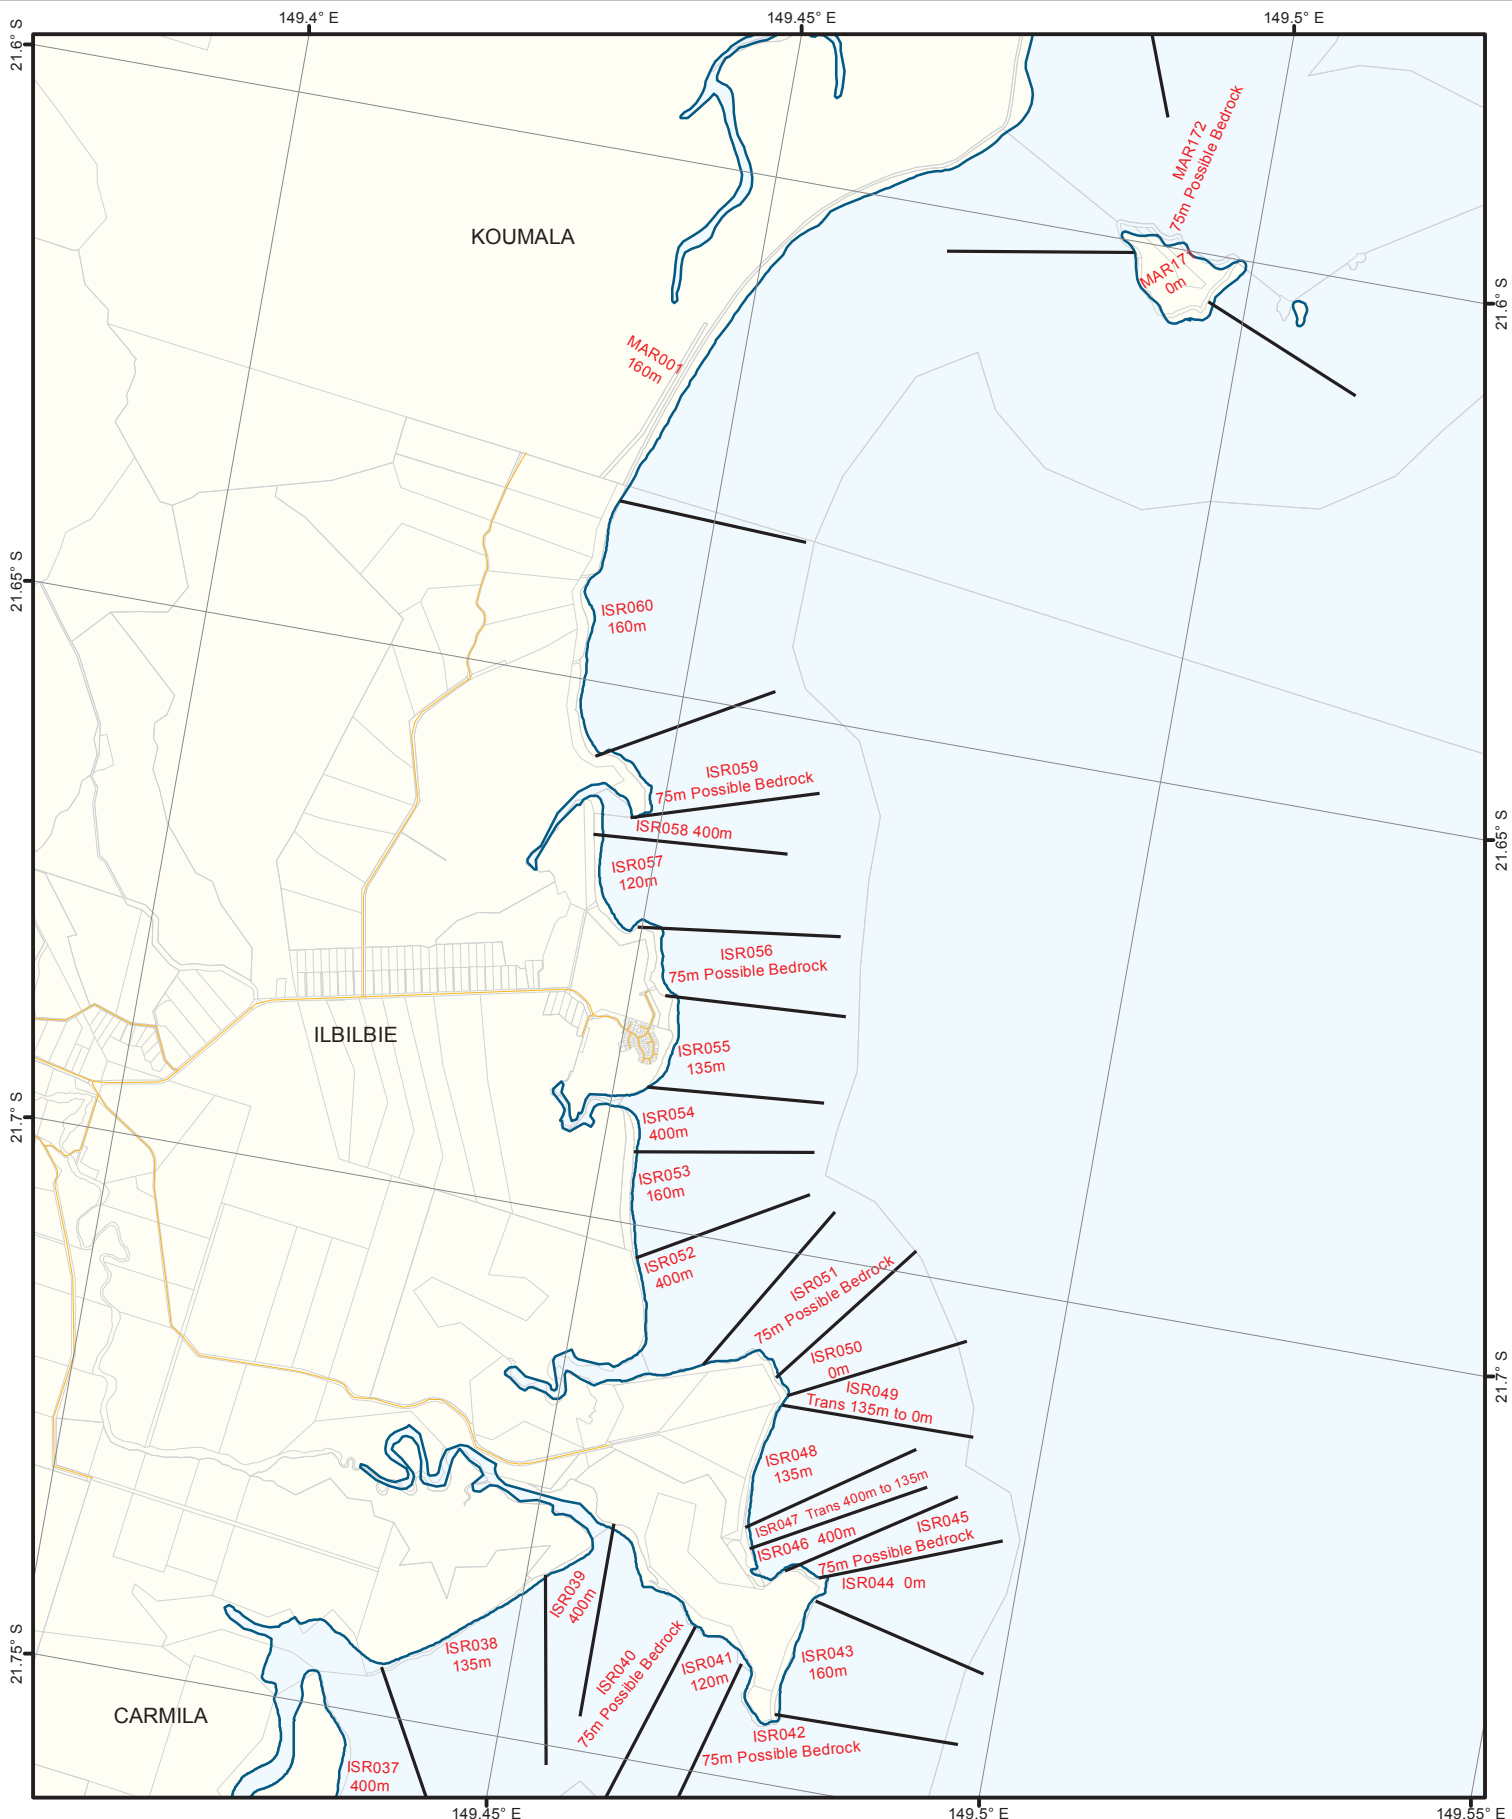 149.4° E
149.45° E
149.5° E
21.6° S
MAR172
75m Possible Bedrock
KOUMALA
MAR171
0m
21.6° S
MAR001
160m
21.65° S
ISR060
160m
ISR059
75m Possible Bedrock
ISR058 400m
21.65° S
ISR057
120m
ISR056
75m Possible Bedrock
ILBILBIE
ISR055
135m
21.7° S
ISR054
400m
ISR053
160m
ISR052
400m
ISR051
75m Possible Bedrock
ISR050
0m
21.7° S
ISR049
Trans 135m to 0m
ISR048
135m
ISR047 Trans 400m to 135m
ISR046 400m
ISR045
75m Possible Bedrock
ISR044 0m
ISR039
400m
21.75° S
ISR038
135m
ISR040
75m Possible Bedrock
ISR041
120m
ISR043
160m
CARMILA
ISR042
75m Possible Bedrock
ISR037
400m
149.45° E
149.5° E
149.55° E